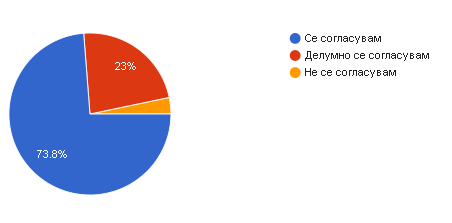 Се согласувам
Делумно се согласувам
Не се согласувам
23%
73.8%